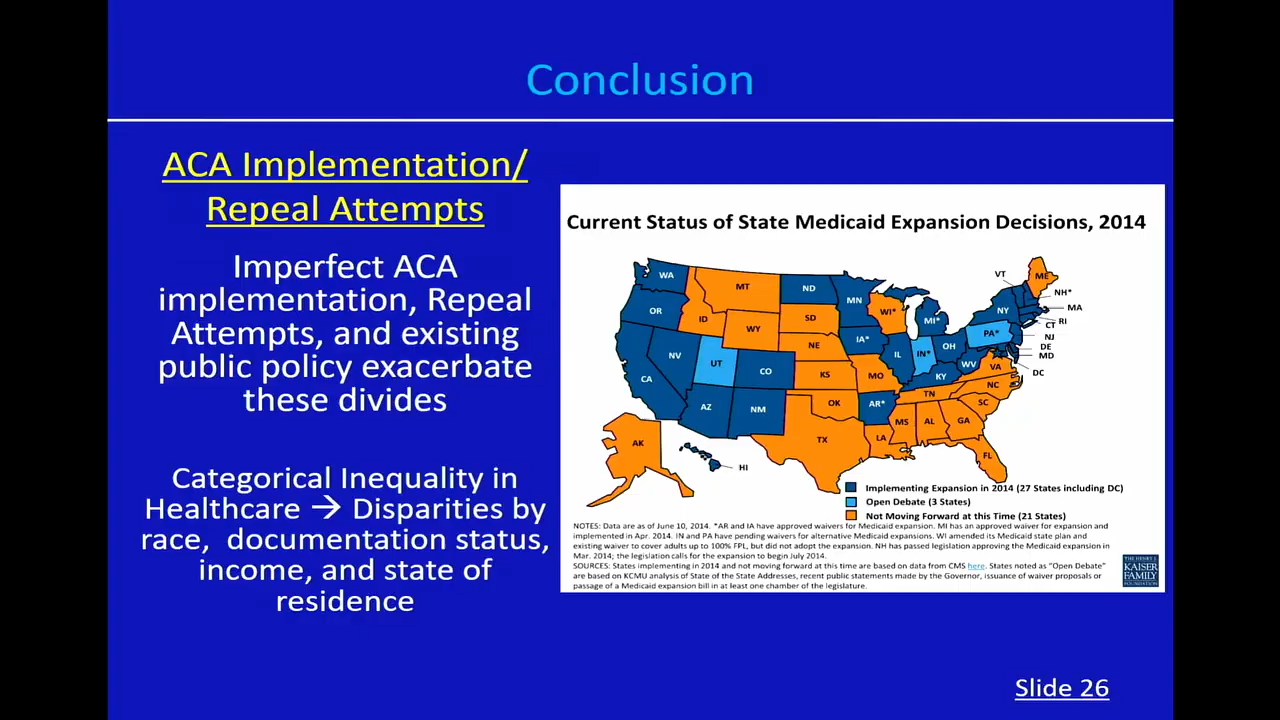 Conclusion
ACA Implementation/
Repeal Attempts
Imperfect ACA
implementation, Repeal
Attempts, and existing
public policy exacerbate
these divides
Categorical Inequality in
Healthcare → Disparities by
race, documentation status,
income, and state of
residence
Current Status of State Medicaid Expansion Decisions, 2014
WA
OR
CA
NV
ID
MT
WY
UT
CO
AZ
NM
ND
SD
NE
KS
OK
TX
MN
IA*
MO
AR*
LA
WI*
IL
MI*
IN*
OH
KY
TN
MS
AL
GA
FL
SC
NC
VA
WV
PA*
NY
VT
ME
NH*
MA
RI
CT
NJ
DE
MD
DC
AK
HI
Implementing Expansion in 2014 (27 States including DC)
Open Debate (3 States)
Not Moving Forward at this Time (21 States)
NOTES: Data are as of June 10, 2014. *AR and IA have approved waivers for Medicaid expansion. MI has an approved waiver for expansion and
implemented in Apr. 2014. IN and PA have pending waivers for alternative Medicaid expansions. WI amended its Medicaid state plan and
existing waiver to cover adults up to 100% FPL, but did not adopt the expansion. NH has passed legislation approving the Medicaid expansion in
Mar. 2014; the legislation calls for the expansion to begin July 2014.
SOURCES: States implementing in 2014 and not moving forward at this time are based on data from CMS here. States noted as "Open Debate"
are based on KCMU analysis of State of the State Addresses, recent public statements made by the Governor, issuance of waiver proposals or
passage of a Medicaid expansion bill in at least one chamber of the legislature.
THE HENRY J.
KAISER
FAMILY
FOUNDATION
Slide 26